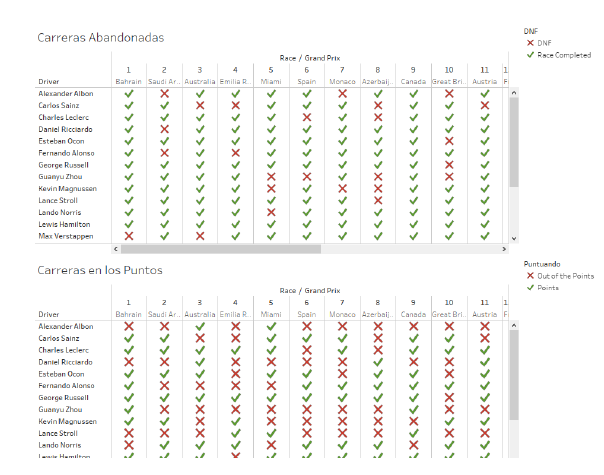 Carreras Abandonadas
Race / Grand Prix
1 2 3 4 5 6 7 8 9 10 11 1
Driver Bahrain Saudi Ar.. Australia Emilia R.. Miami Spain Monaco Azerbaij.. Canada Great Bri.. Austria F
Alexander Albon
Carlos Sainz
Charles Leclerc
Daniel Ricciardo
Esteban Ocon
Fernando Alonso
George Russell
Guanyu Zhou
Kevin Magnussen
Lance Stroll
Lando Norris
Lewis Hamilton
Max Verstappen
DNF
DNF
Race Completed
Carreras en los Puntos
Race / Grand Prix
1 2 3 4 5 6 7 8 9 10 11 1
Driver Bahrain Saudi Ar.. Australia Emilia R.. Miami Spain Monaco Azerbaij.. Canada Great Bri.. Austria F
Alexander Albon
Carlos Sainz
Charles Leclerc
Daniel Ricciardo
Esteban Ocon
Fernando Alonso
George Russell
Guanyu Zhou
Kevin Magnussen
Lance Stroll
Lando Norris
Lewis Hamilton
Puntuando
Out of the Points
Points